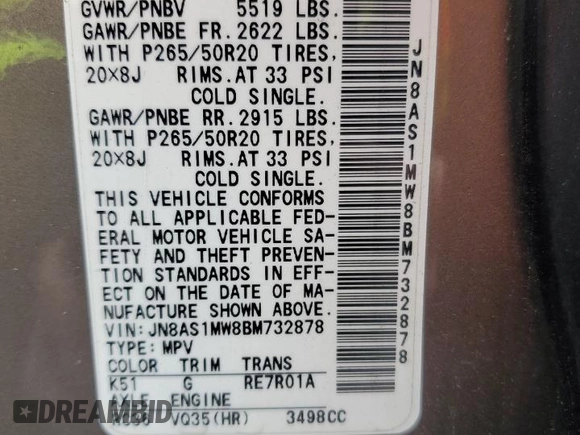 GVWR/PNBV 5519 LBS.
GAWR/PNBE FR. 2622 LBS.
WITH P265/50R20 TIRES,
20×8J RIMS. AT 33 PSI
COLD SINGLE.
GAWR/PNBE RR. 2915 LBS.
WITH P265/50R20 TIRES,
20×8J RIMS. AT 33 PSI
COLD SINGLE.
THIS VEHICLE CONFORMS
TO ALL APPLICABLE FED-
ERAL MOTOR VEHICLE SA-
FETY AND THEFT PREVEN-
TION STANDARDS IN EFF-
ECT ON THE DATE OF MA-
NUFACTURE SHOWN ABOVE.
VIN: JN8AS1MW8BM732878
TYPE: MPV
COLOR TRIM TRANS
K51 G RE7R01A
AXLE ENGINE
VQ35(HR) 3498CC
JN8AS1MW8BM732878
DREAMBID